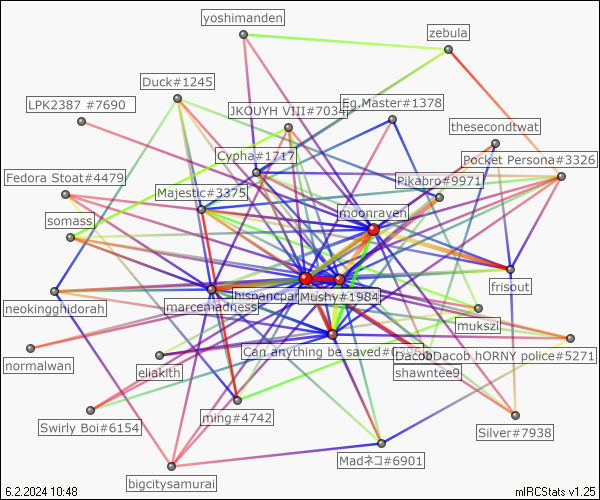 yoshimanden
zebula
Duck#1245
LPK2387 #7690
JKOUYH VIII#7034
Eg.Master#1378
thesecondtwat
Cypha#1717
Pocket Persona#3326
Fedora Stoat#4479
Pikabro#9971
Majestic#3375
moonraven
somass
frisout
hispancpar
Mushy#1984
neokingghidorah
marcemadness
mukszi
Can anything be saved#0
DacobDacob hORNY police#5271
normalwan
eliakith
shawntee9
ming#4742
Swirly Boi#6154
Silver#7938
Madネコ#6901
bigcitysamurai
6.2.2024 10:48
mIRCStats v1.25